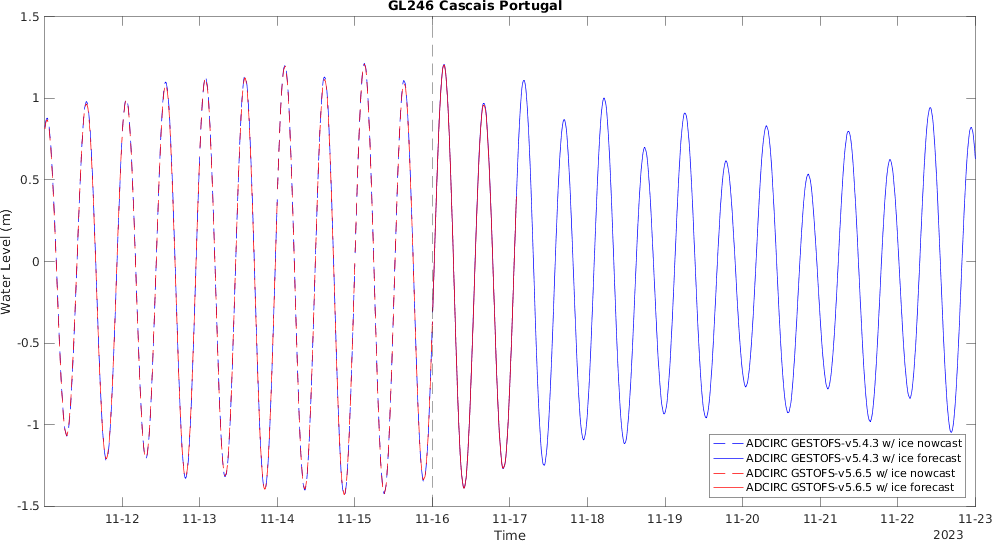 GL246 Cascais Portugal
1.5
1
0.5
0
-0.5
-1
-1.5
Water Level (m)
ADCIRC GESTOFS-v5.4.3 w/ ice nowcast
ADCIRC GESTOFS-v5.4.3 w/ ice forecast
ADCIRC GSTOFS-v5.6.5 w/ ice nowcast
ADCIRC GSTOFS-v5.6.5 w/ ice forecast
11-12 11-13 11-14 11-15 11-16 11-17 11-18 11-19 11-20 11-21 11-22 11-23
Time
2023